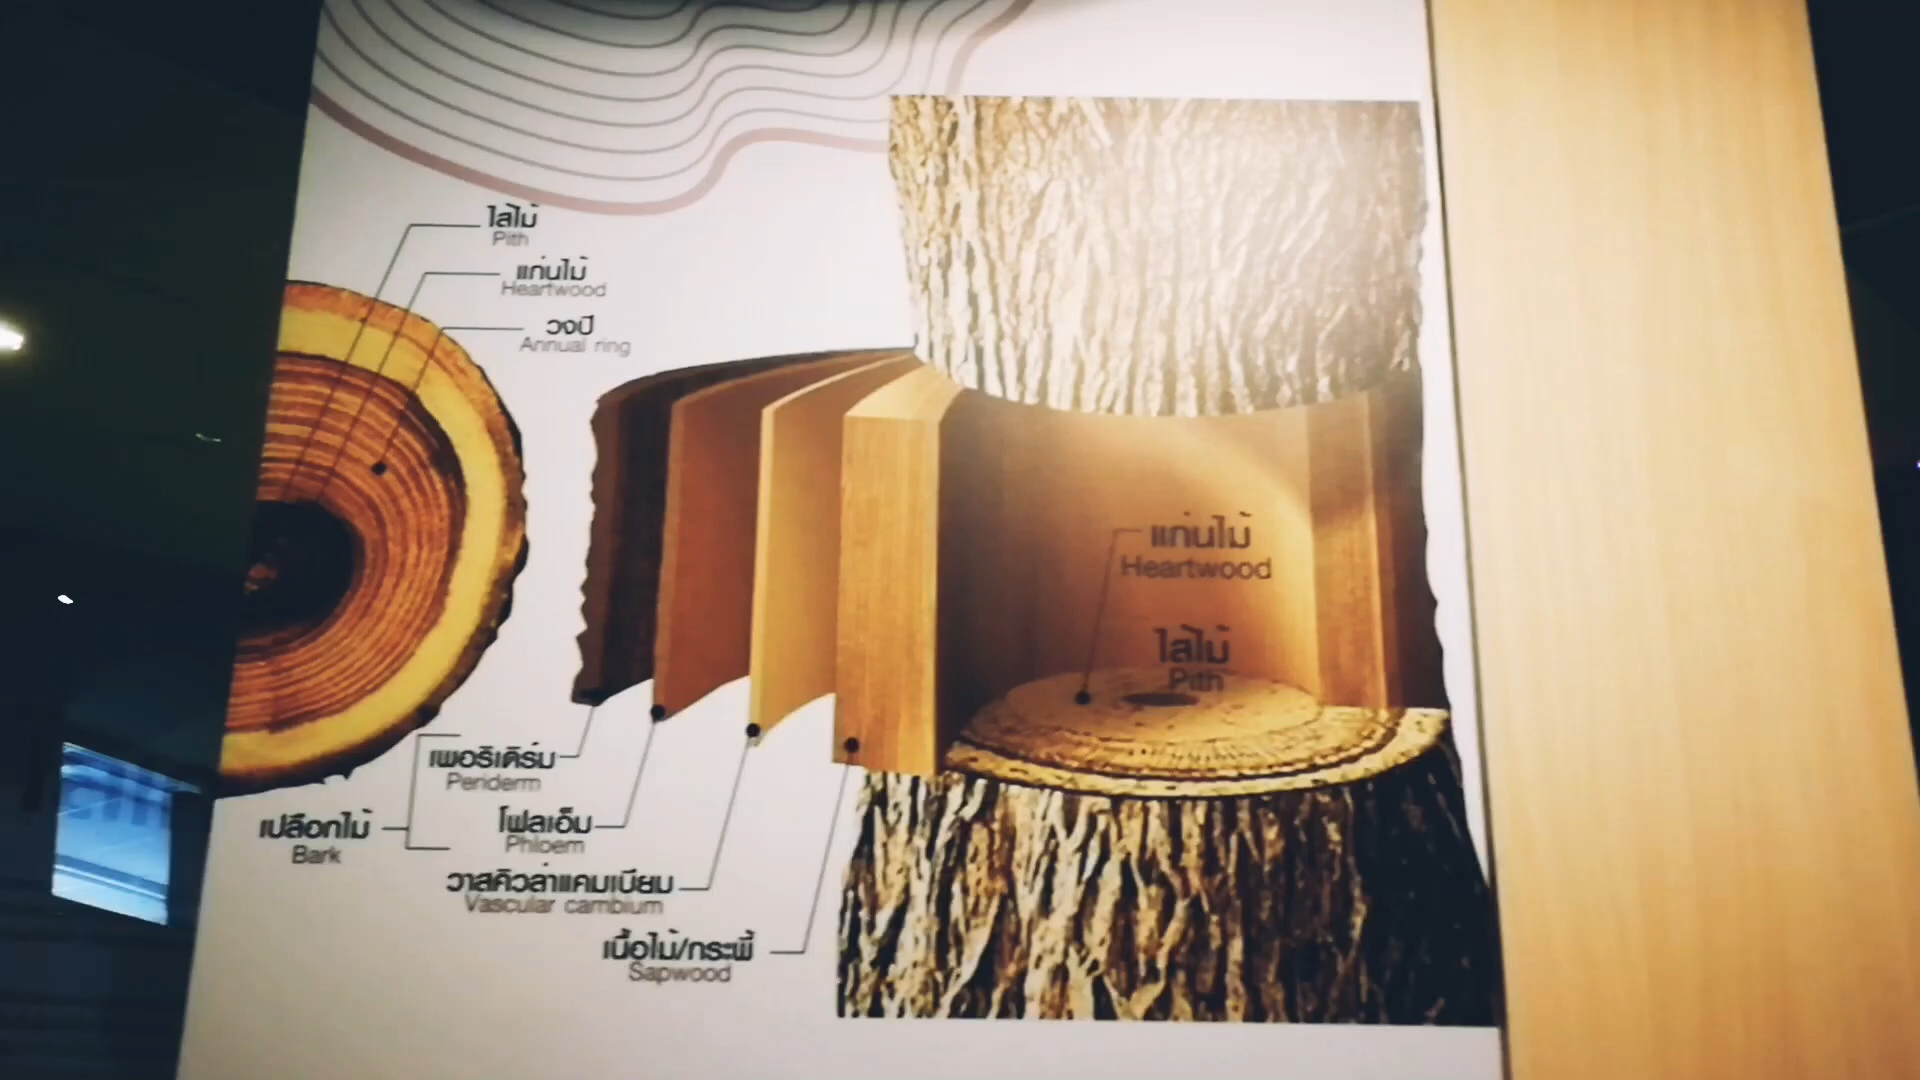 ไส้ไม้
Pith
แก่นไม้
Heartwood
วงปี
Annual ring
แก่นไม้
Heartwood
ไส้ไม้
Pith
เพอริเดิร์ม
Periderm
เปลือกไม้
Bark
โฟลเอ็ม
Phloem
วาสคิวล่าแคมเบียม
Vascular cambium
เนื้อไม้/กระพี้
Sapwood